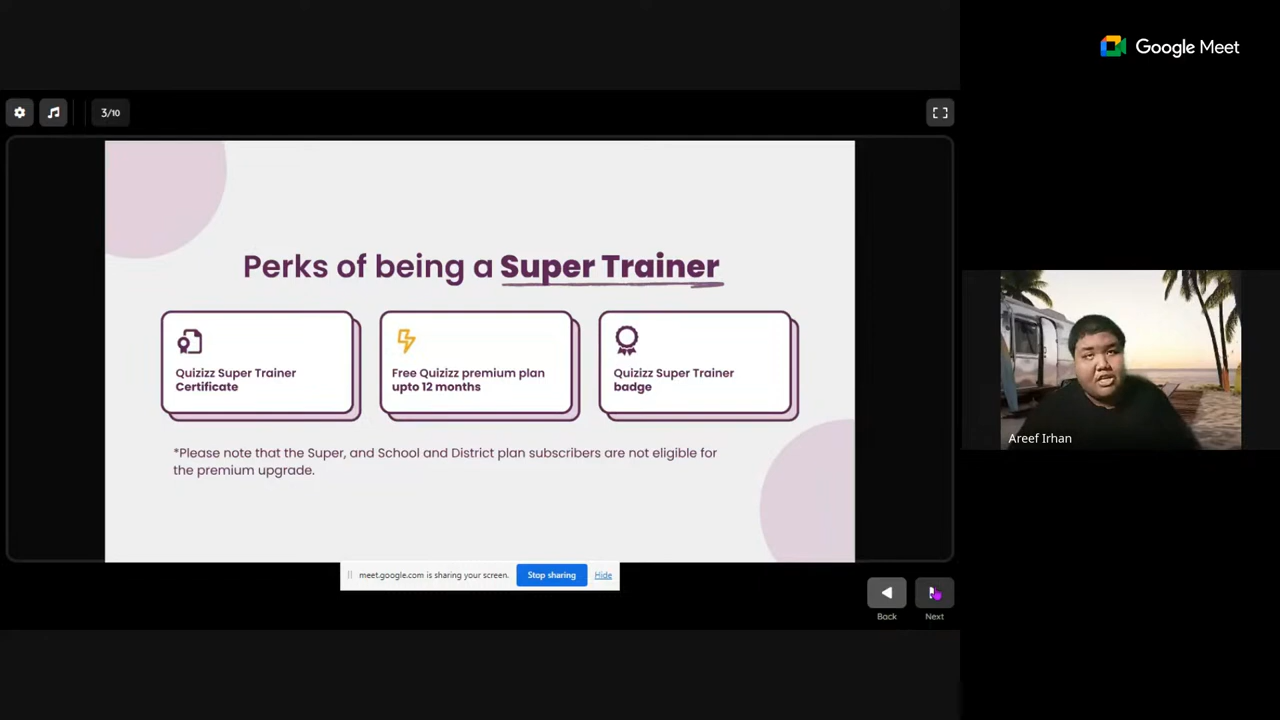 Google Meet
3/10
Perks of being a Super Trainer
Quizizz Super Trainer
Certificate
Free Quizizz premium plan
upto 12 months
Quizizz Super Trainer
badge
*Please note that the Super, and School and District plan subscribers are not eligible for
the premium upgrade.
Areef Irhan
meet.google.com is sharing your screen.
Stop sharing
Hide
Back
Next